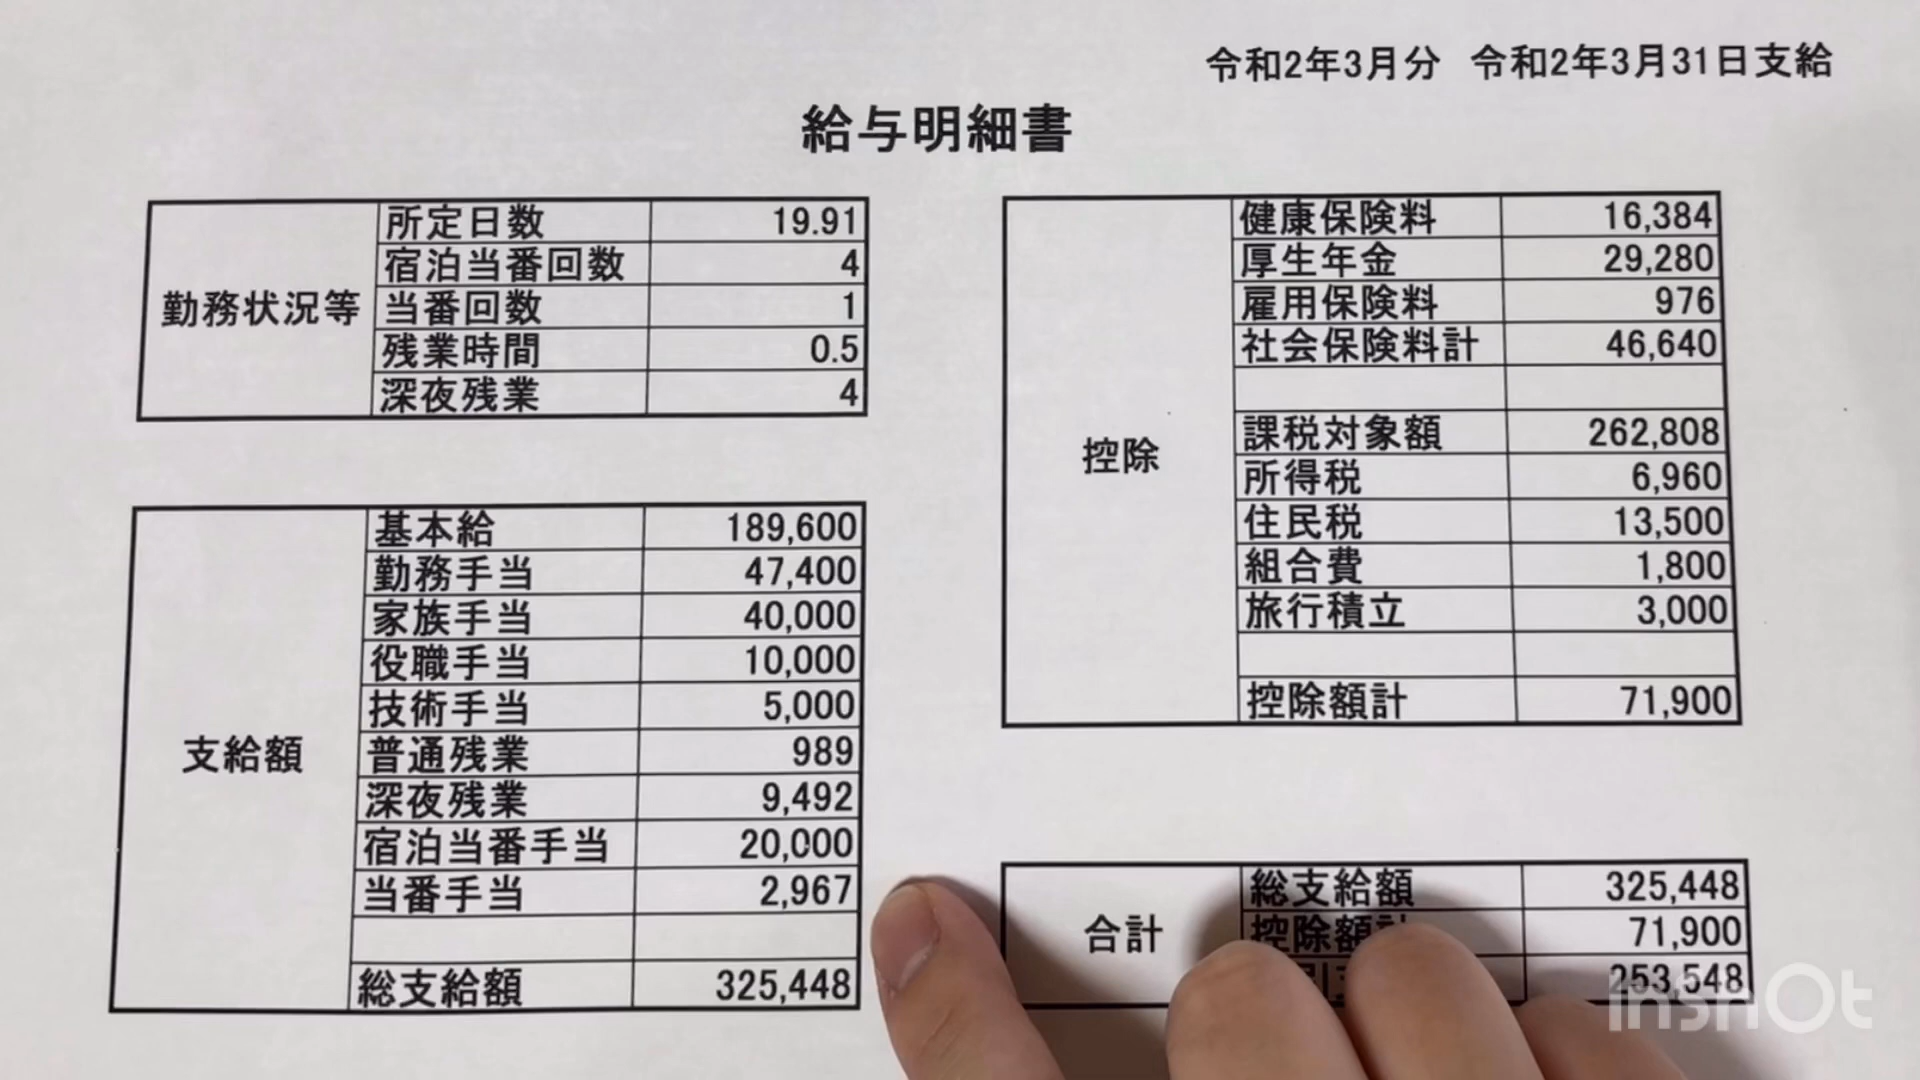 令和2年3月分 令和2年3月31日支給
給与明細書
勤務状況等
所定日数 19.91
宿泊当番回数 4
当番回数 1
残業時間 0.5
深夜残業 4
支給額
基本給 189,600
勤務手当 47,400
家族手当 40,000
役職手当 10,000
技術手当 5,000
普通残業 989
深夜残業 9,492
宿泊当番手当 20,000
当番手当 2,967
総支給額 325,448
控除
健康保険料 16,384
厚生年金 29,280
雇用保険料 976
社会保険料計 46,640
課税対象額 262,808
所得税 6,960
住民税 13,500
組合費 1,800
旅行積立 3,000
控除額計 71,900
合計
総支給額 325,448
控除額計 71,900
253,548
InShOt